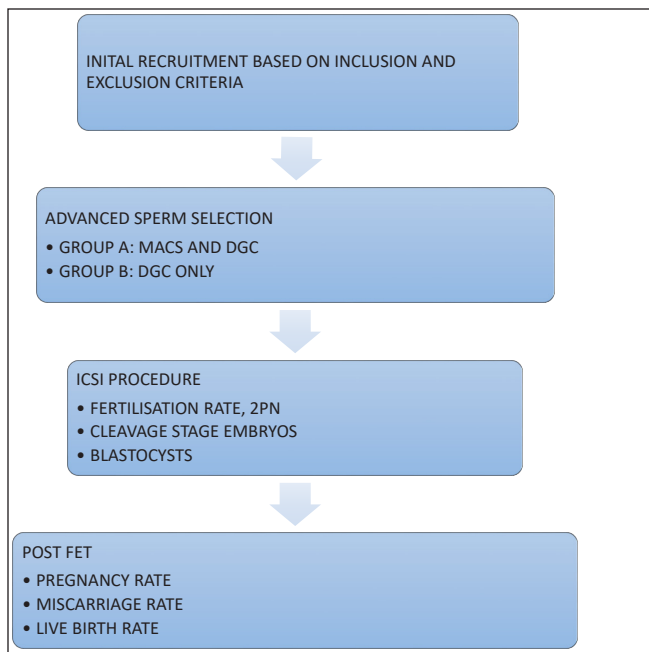 INITAL RECRUITMENT BASED ON INCLUSION AND
EXCLUSION CRITERIA
ADVANCED SPERM SELECTION
• GROUP A: MACS AND DGC
• GROUP B: DGC ONLY
ICSI PROCEDURE
• FERTILISATION RATE, 2PN
• CLEAVAGE STAGE EMBRYOS
• BLASTOCYSTS
POST FET
• PREGNANCY RATE
• MISCARRIAGE RATE
• LIVE BIRTH RATE